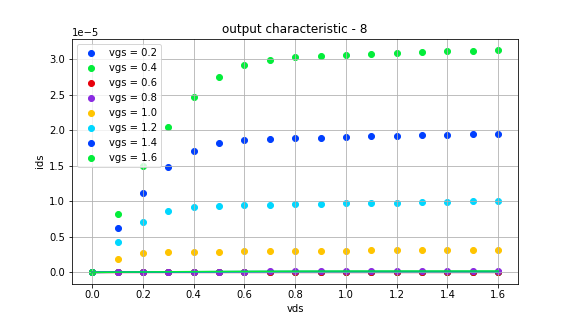 output characteristic - 8
1e−5
3.0
2.5
2.0
1.5
1.0
0.5
0.0
ids
vgs = 0.2
vgs = 0.4
vgs = 0.6
vgs = 0.8
vgs = 1.0
vgs = 1.2
vgs = 1.4
vgs = 1.6
0.0 0.2 0.4 0.6 0.8 1.0 1.2 1.4 1.6
vds